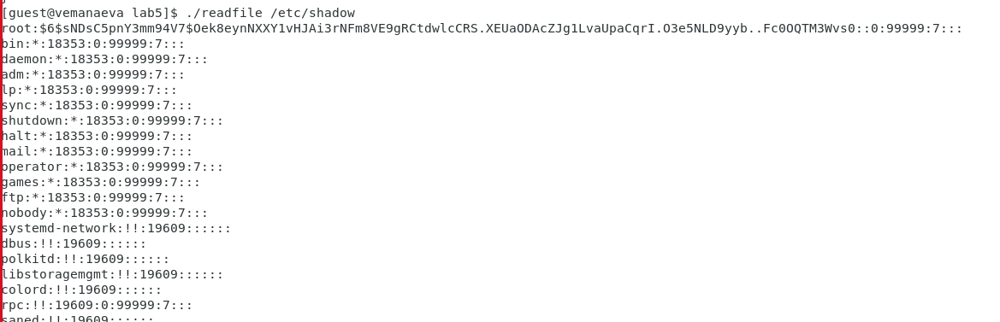 [guest@vemanaeva lab5]$ ./readfile /etc/shadow
root:$6$sNDsC5pnY3mm94V7$Oek8eynNXXY1vHJAi3rNFm8VE9gRCtdwlcCRS.XEUaODAcZJg1LvaUpaCqrI.O3e5NLD9yyb..Fc0OQTM3Wvs0::0:99999:7:::
bin:*:18353:0:99999:7:::
daemon:*:18353:0:99999:7:::
adm:*:18353:0:99999:7:::
lp:*:18353:0:99999:7:::
sync:*:18353:0:99999:7:::
shutdown:*:18353:0:99999:7:::
halt:*:18353:0:99999:7:::
mail:*:18353:0:99999:7:::
operator:*:18353:0:99999:7:::
games:*:18353:0:99999:7:::
ftp:*:18353:0:99999:7:::
nobody:*:18353:0:99999:7:::
systemd-network:!!:19609::::::
dbus:!!:19609::::::
polkitd:!!:19609::::::
libstoragemgmt:!!:19609::::::
colord:!!:19609::::::
rpc:!!:19609:0:99999:7:::
saned:!!:19609::::::